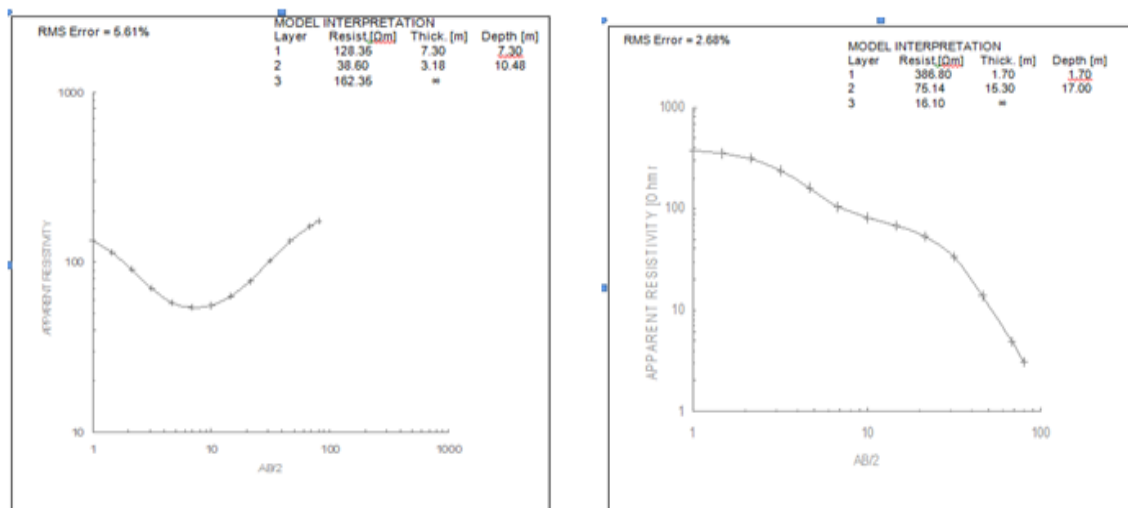 RMS Error = 5.61%
MODEL INTERPRETATION
Layer Resist.[Ωm] Thick. [m] Depth [m]
1 128.36 7.30 7.30
2 38.60 3.18 10.48
3 162.36 ∞
1000
100
10
APPARENT RESISTIVITY
1 10 100 1000
AB/2
RMS Error = 2.68%
MODEL INTERPRETATION
Layer Resist.[Ωm] Thick. [m] Depth [m]
1 386.80 1.70 1.70
2 75.14 15.30 17.00
3 16.10 ∞
1000
100
10
1
APPARENT RESISTIVITY [Ohm
1 10 100
AB/2